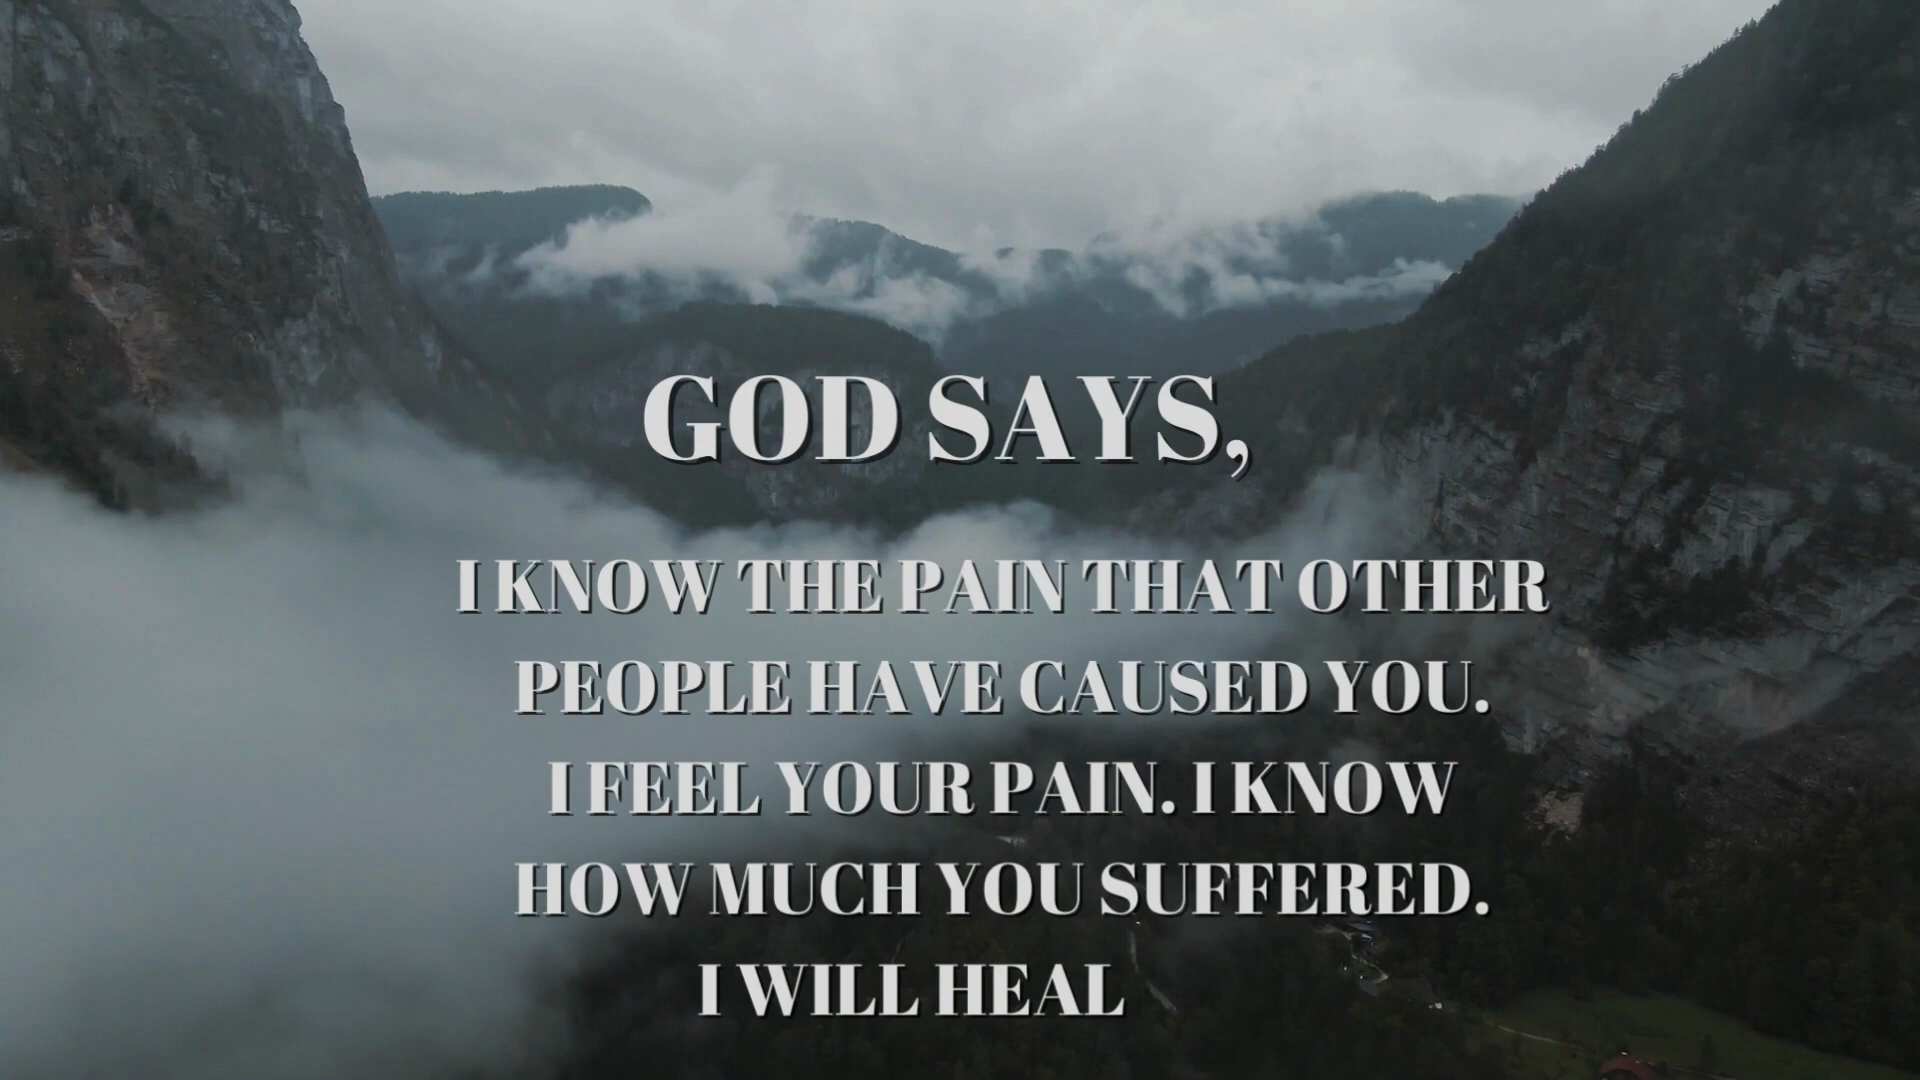 GOD SAYS,
I KNOW THE PAIN THAT OTHER
PEOPLE HAVE CAUSED YOU.
I FEEL YOUR PAIN. I KNOW
HOW MUCH YOU SUFFERED.
I WILL HEAL